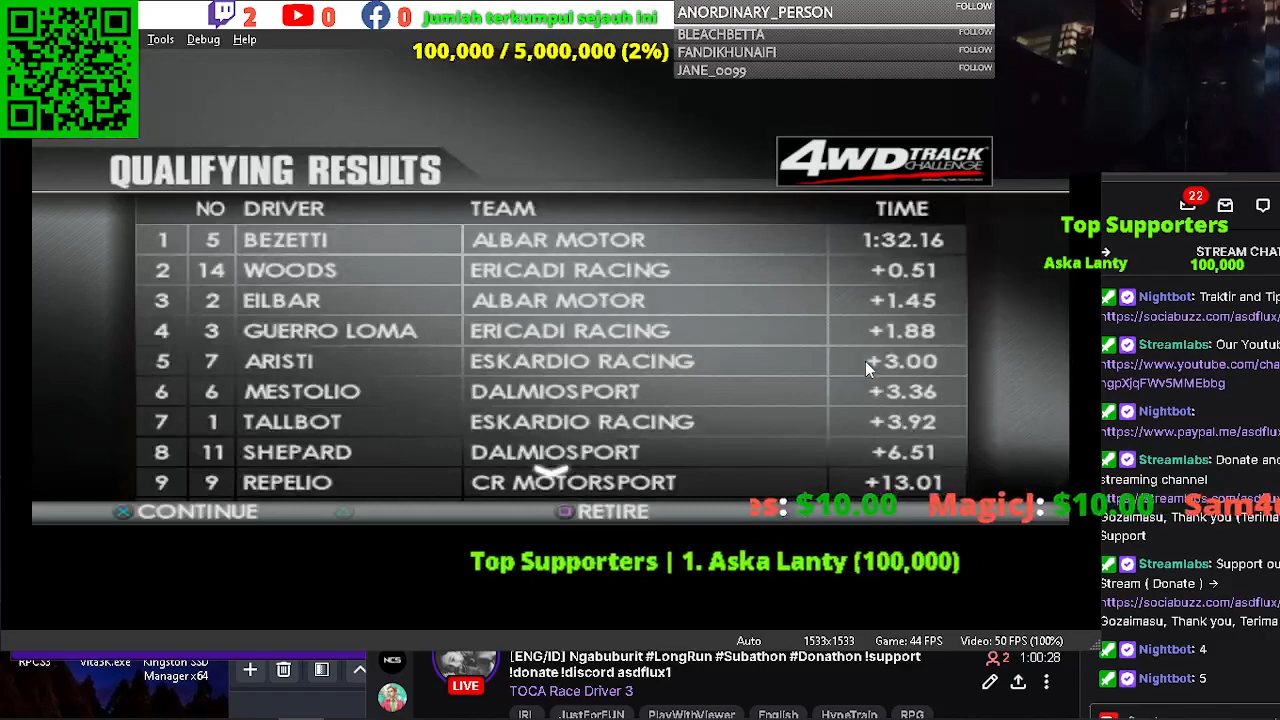 2 0 0 Jumlah terkumpul sejauh ini
100,000 / 5,000,000 (2%)
ANORDINARY_PERSON FOLLOW
BLEACHBETTA FOLLOW
FANDIKHUNAIFI FOLLOW
JANE_0099 FOLLOW
Tools Debug Help
QUALIFYING RESULTS
4WD TRACK CHALLENGE
NO DRIVER TEAM TIME
1 5 BEZETTI ALBAR MOTOR 1:32.16
2 14 WOODS ERICADI RACING +0.51
3 2 EILBAR ALBAR MOTOR +1.45
4 3 GUERRO LOMA ERICADI RACING +1.88
5 7 ARISTI ESKARDIO RACING +3.00
6 6 MESTOLIO DALMIOSPORT +3.36
7 1 TALLBOT ESKARDIO RACING +3.92
8 11 SHEPARD DALMIOSPORT +6.51
9 9 REPELIO CR MOTORSPORT +13.01
CONTINUE RETIRE
es: $10.00 MagicJ: $10.00 Sam4
Top Supporters | 1. Aska Lanty (100,000)
Auto 1533x1533 Game: 44 FPS Video: 50 FPS (100%)
22
Top Supporters
STREAM CHA
Aska Lanty 100,000
Nightbot: Traktir and Tip
https://sociabuzz.com/asdflux/
Streamlabs: Our Youtub
https://www.youtube.com/chan
ngpXjqFWv5MMEbbg
Nightbot:
https://www.paypal.me/asdflux
Streamlabs: Donate and
streaming channel
Gozaimasu, Thank you (Terima
Support
Streamlabs: Support ou
Stream ( Donate ) →
https://sociabuzz.com/asdflux/
Gozaimasu, Thank you, Terima
Nightbot: 4
Nightbot: 5
RPCS3 Vita3K.exe Kingston SSD
Manager x64
NCS
LIVE
[ENG/ID] Ngabuburit #LongRun #Subathon #Donathon !support
!donate !discord asdflux1
2 1:00:28
TOCA Race Driver 3
IRL JustForFUN PlayWithViewer English HypeTrain RPG